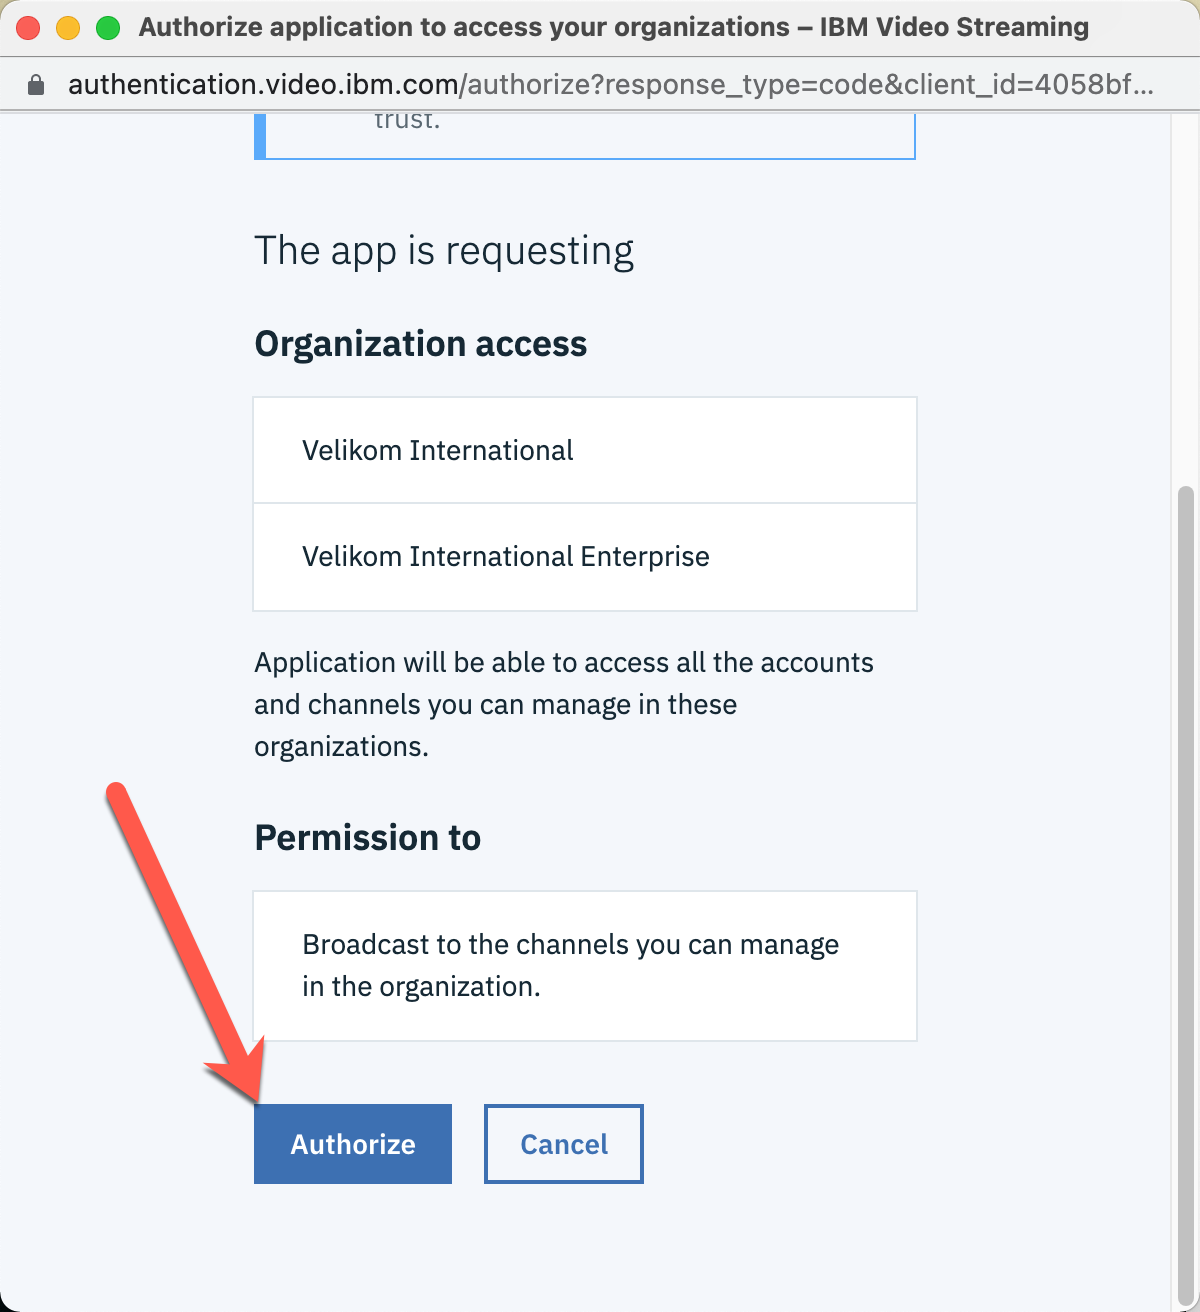 Authorize application to access your organizations – IBM Video Streaming
authentication.video.ibm.com/authorize?response_type=code&client_id=4058bf...
trust.
The app is requesting
Organization access
Velikom International
Velikom International Enterprise
Application will be able to access all the accounts
and channels you can manage in these
organizations.
Permission to
Broadcast to the channels you can manage
in the organization.
Authorize
Cancel